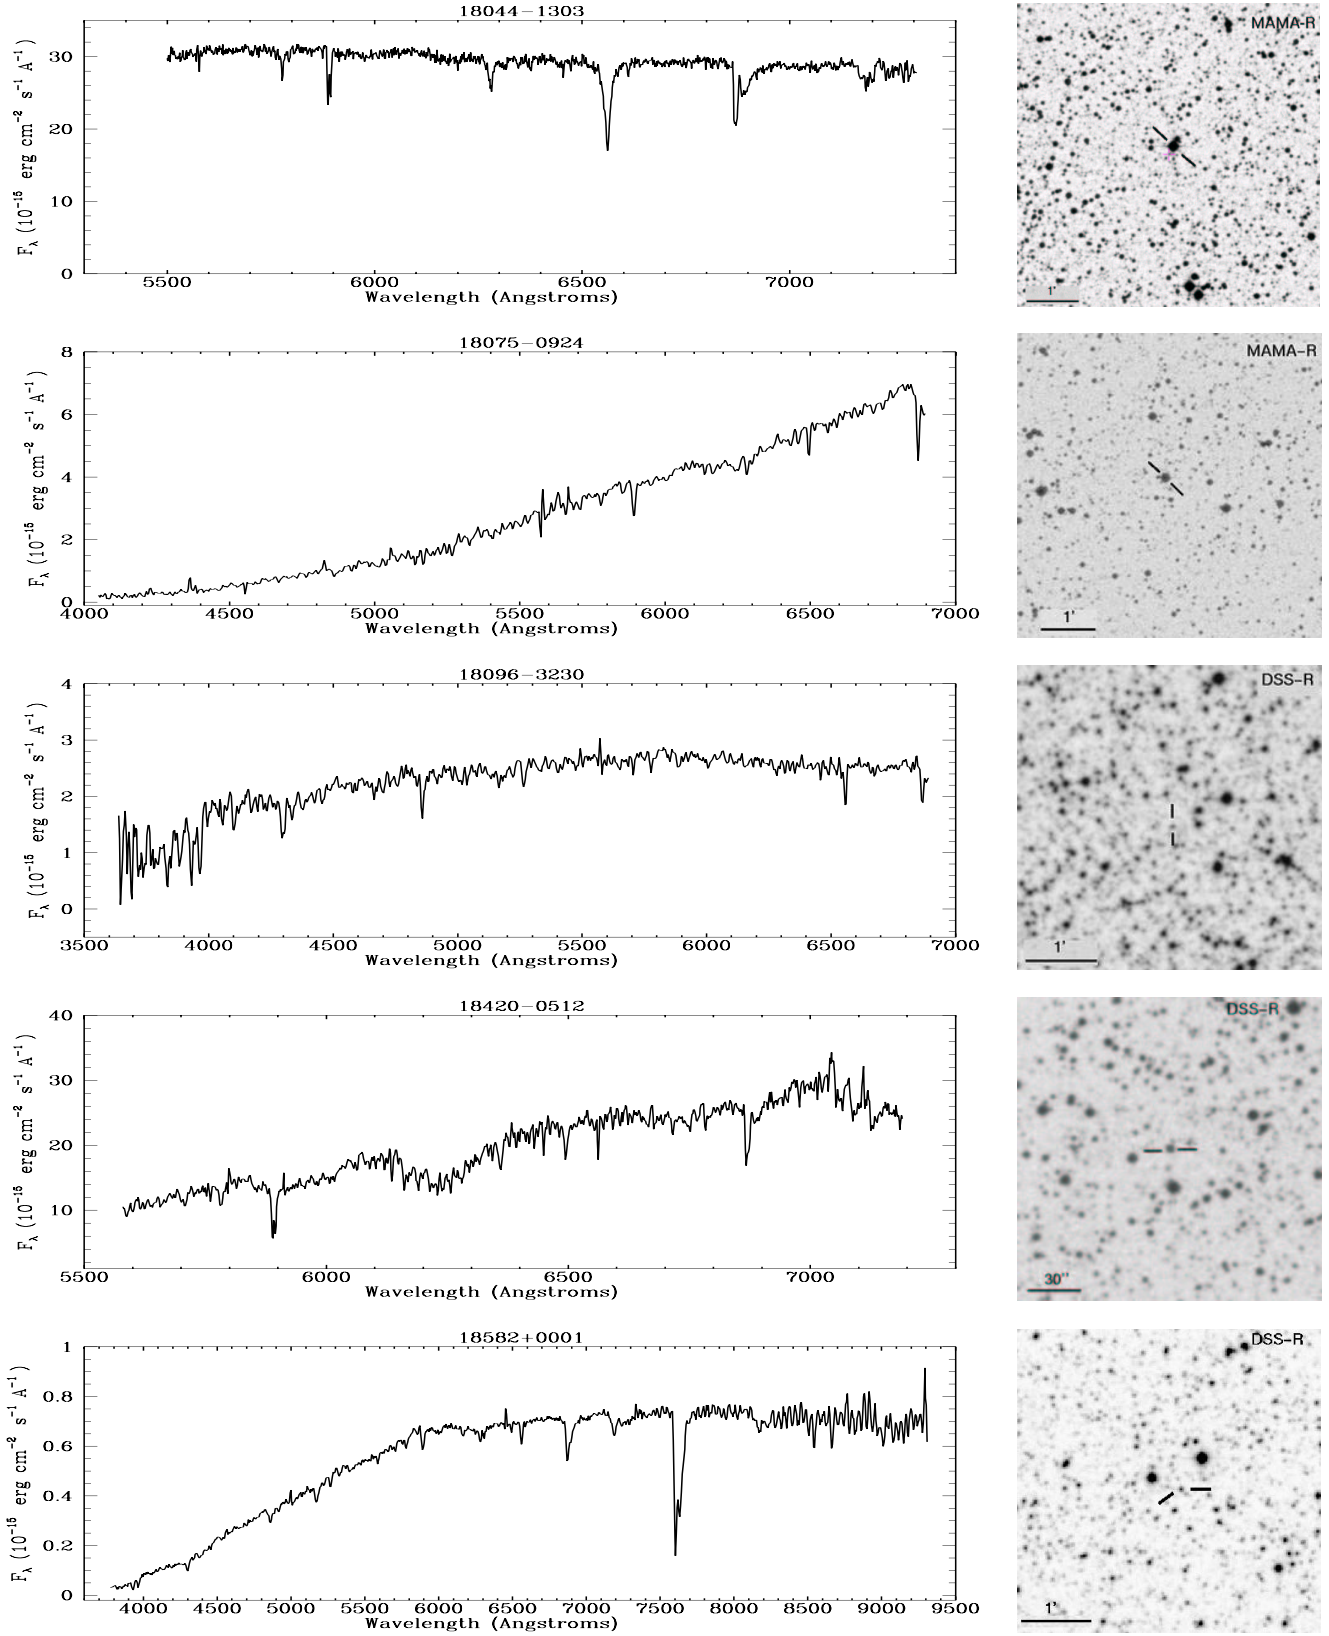 18044−1303
MAMA-R
F_λ (10^−15 erg cm^−2 s^−1 A^−1)
30
20
10
0
5500 6000 6500 7000
Wavelength (Angstroms)
1'
18075−0924
MAMA−R
F_λ (10^−15 erg cm^−2 s^−1 A^−1)
8
6
4
2
0
4000 4500 5000 5500 6000 6500 7000
Wavelength (Angstroms)
1'
18096−3230
DSS−R
F_λ (10^−15 erg cm^−2 s^−1 A^−1)
4
3
2
1
0
3500 4000 4500 5000 5500 6000 6500 7000
Wavelength (Angstroms)
1'
18420−0512
DSS−R
F_λ (10^−15 erg cm^−2 s^−1 A^−1)
40
30
20
10
5500 6000 6500 7000
Wavelength (Angstroms)
30''
18582+0001
DSS−R
F_λ (10^−15 erg cm^−2 s^−1 A^−1)
1
0.8
0.6
0.4
0.2
0
4000 4500 5000 5500 6000 6500 7000 7500 8000 8500 9000 9500
Wavelength (Angstroms)
1'